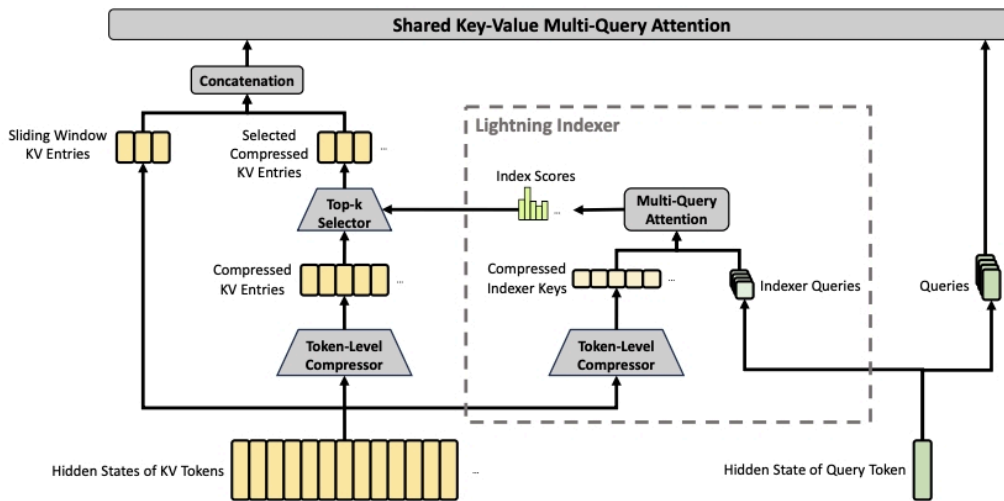 Shared Key-Value Multi-Query Attention
Concatenation
Sliding Window
KV Entries
Selected
Compressed
KV Entries
...
Lightning Indexer
Index Scores
...
Multi-Query
Attention
Top-k
Selector
Compressed
KV Entries
...
Compressed
Indexer Keys
...
Indexer Queries
Queries
Token-Level
Compressor
Token-Level
Compressor
Hidden States of KV Tokens
...
Hidden State of Query Token